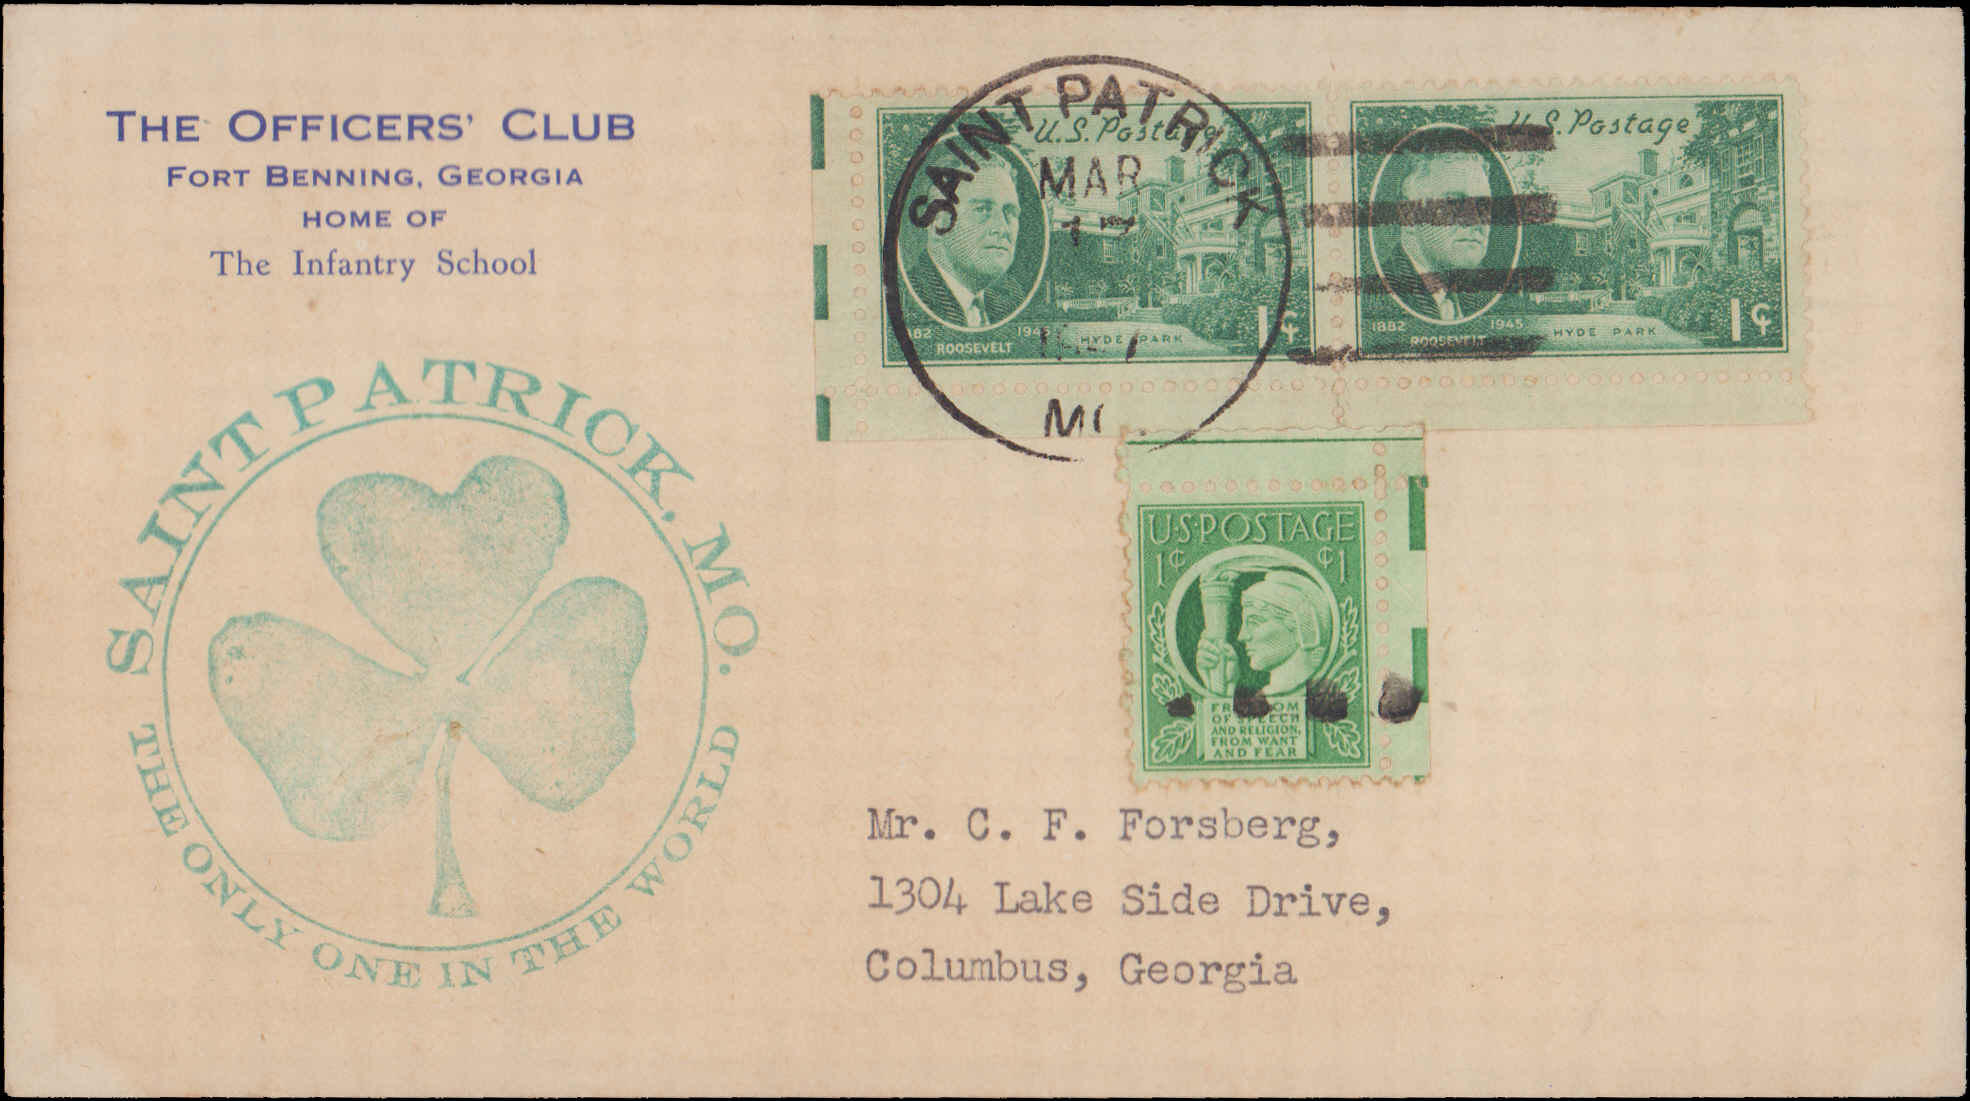 THE OFFICERS' CLUB
FORT BENNING, GEORGIA
HOME OF
The Infantry School
SAINT PATRICK, MO.
THE ONLY ONE IN THE WORLD
SAINT PATRICK
MAR
17
U.S. Postage
1¢
82 1945
ROOSEVELT
HYDE PARK
U.S. Postage
1¢
1882 1945
ROOSEVELT
HYDE PARK
U·S·POSTAGE
1¢ ¢1
FREEDOM
OF SPEECH
AND RELIGION,
FROM WANT
AND FEAR
Mr. C. F. Forsberg,
1304 Lake Side Drive,
Columbus, Georgia